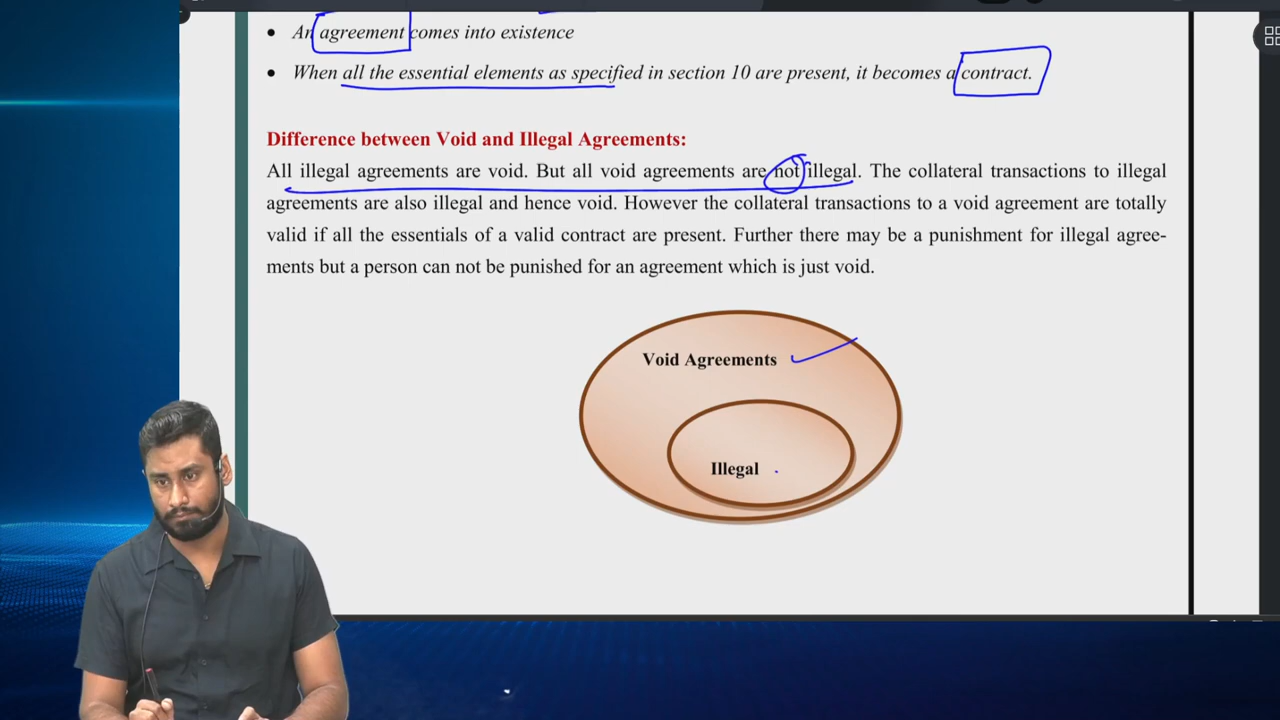 An agreement comes into existence
When all the essential elements as specified in section 10 are present, it becomes a contract.
Difference between Void and Illegal Agreements:
All illegal agreements are void. But all void agreements are not illegal. The collateral transactions to illegal
agreements are also illegal and hence void. However the collateral transactions to a void agreement are totally
valid if all the essentials of a valid contract are present. Further there may be a punishment for illegal agree-
ments but a person can not be punished for an agreement which is just void.
Void Agreements
Illegal